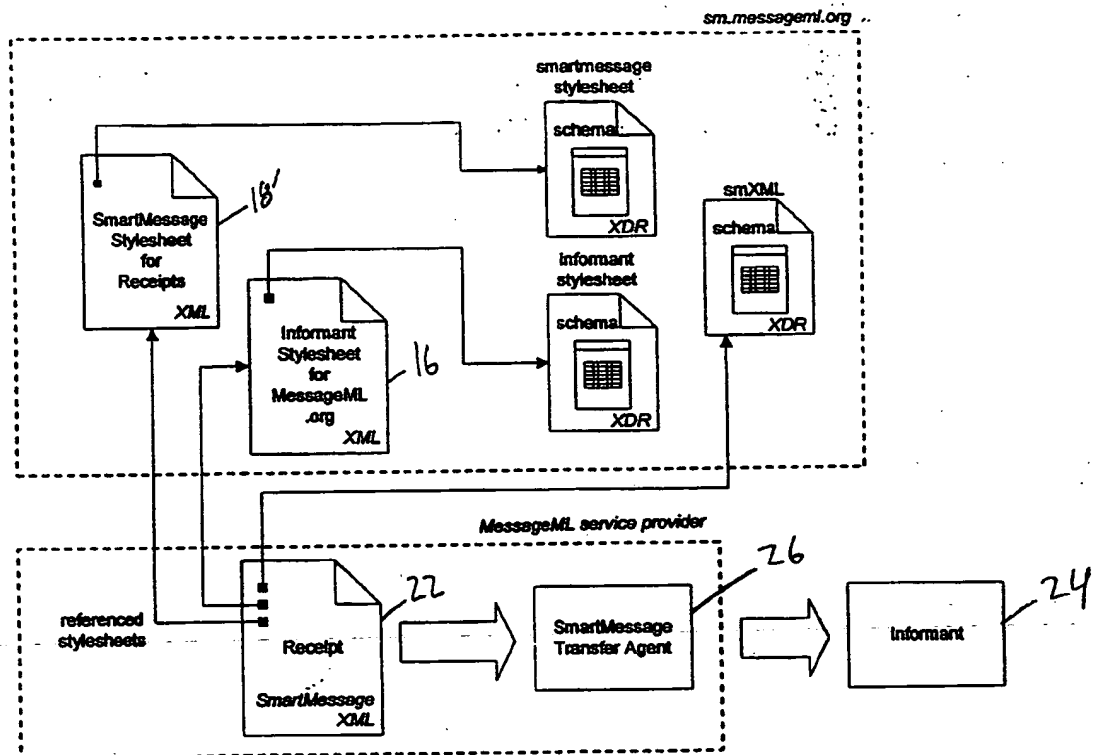 sm.messageml.org
smartmessage
stylesheet
schema
XDR
SmartMessage
Stylesheet
for
Receipts
XML
18'
smXML
schema
XDR
Informant
stylesheet
schema
XDR
Informant
Stylesheet
for
MessageML
.org
XML
16
MessageML service provider
referenced
stylesheets
Receipt
SmartMessage
XML
22
SmartMessage
Transfer Agent
26
Informant
24